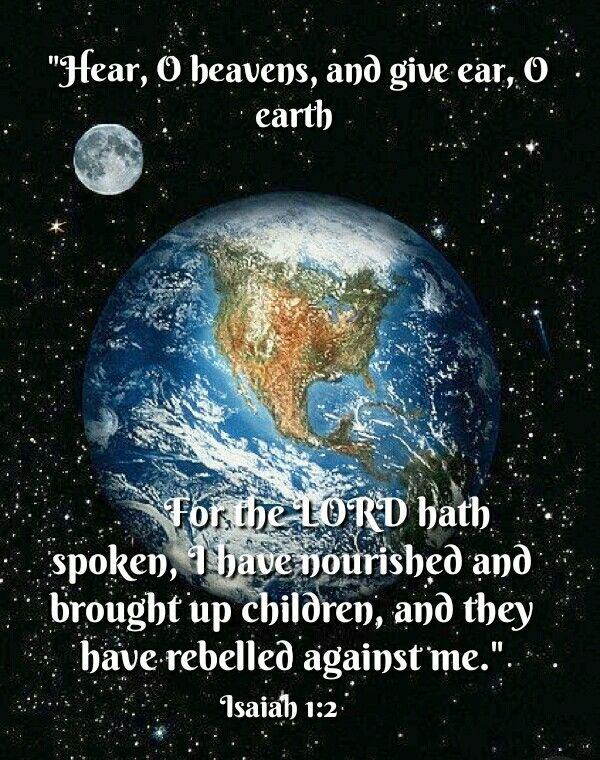 "Hear, O heavens, and give ear, O
earth
For the LORD hath
spoken, I have nourished and
brought up children, and they
have rebelled against me."
Isaiah 1:2